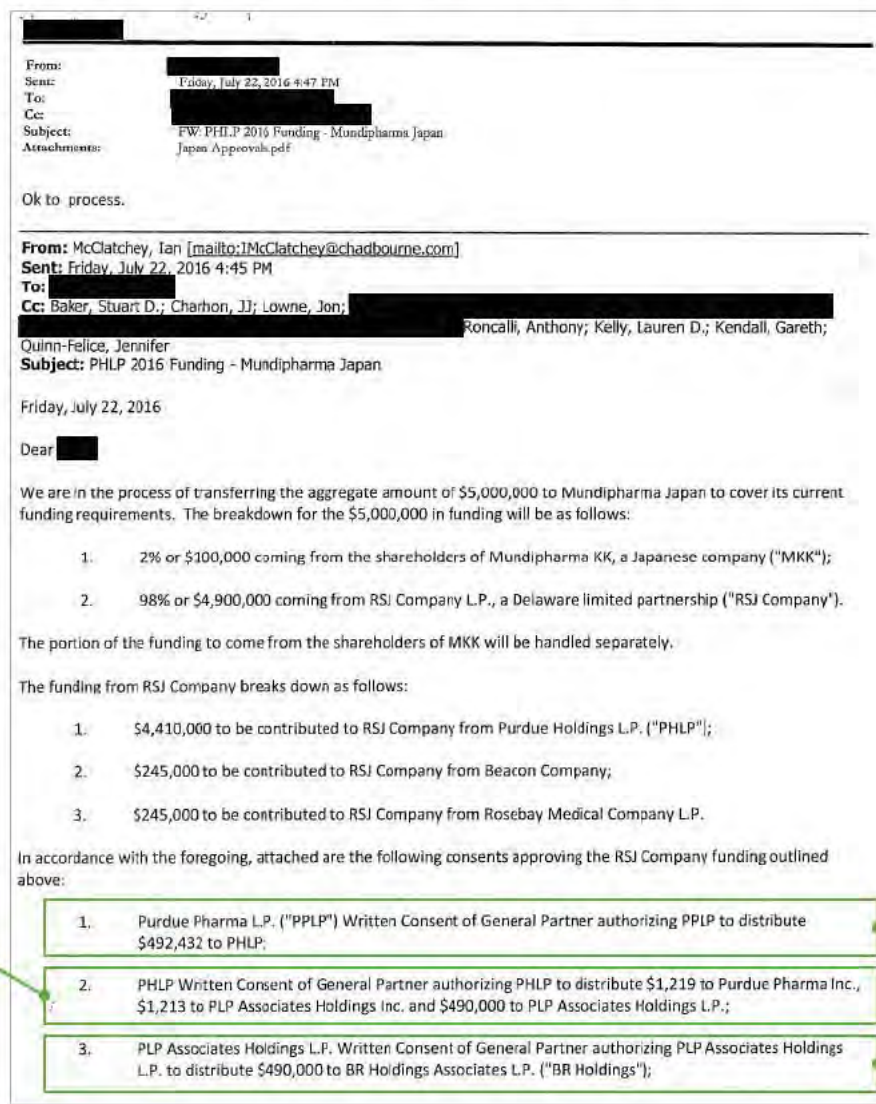 From:
Sent: Friday, July 22, 2016 4:47 PM
To:
Cc:
Subject: FW: PHLP 2016 Funding - Mundipharma Japan
Attachments: Japan Approvals.pdf
Ok to process.
From: McClatchey, Ian [mailto:IMcClatchey@chadbourne.com]
Sent: Friday, July 22, 2016 4:45 PM
To:
Cc: Baker, Stuart D.; Charhon, JJ; Lowne, Jon;
Roncalli, Anthony; Kelly, Lauren D.; Kendall, Gareth;
Quinn-Felice, Jennifer
Subject: PHLP 2016 Funding - Mundipharma Japan
Friday, July 22, 2016
Dear
We are in the process of transferring the aggregate amount of $5,000,000 to Mundipharma Japan to cover its current
funding requirements. The breakdown for the $5,000,000 in funding will be as follows:
1. 2% or $100,000 coming from the shareholders of Mundipharma KK, a Japanese company ("MKK");
2. 98% or $4,900,000 coming from RSJ Company L.P., a Delaware limited partnership ("RSJ Company").
The portion of the funding to come from the shareholders of MKK will be handled separately.
The funding from RSJ Company breaks down as follows:
1. $4,410,000 to be contributed to RSJ Company from Purdue Holdings L.P. ("PHLP");
2. $245,000 to be contributed to RSJ Company from Beacon Company;
3. $245,000 to be contributed to RSJ Company from Rosebay Medical Company L.P.
In accordance with the foregoing, attached are the following consents approving the RSJ Company funding outlined
above:
1. Purdue Pharma L.P. ("PPLP") Written Consent of General Partner authorizing PPLP to distribute
$492,432 to PHLP;
2. PHLP Written Consent of General Partner authorizing PHLP to distribute $1,219 to Purdue Pharma Inc.,
$1,213 to PLP Associates Holdings Inc. and $490,000 to PLP Associates Holdings L.P.;
3. PLP Associates Holdings L.P. Written Consent of General Partner authorizing PLP Associates Holdings
L.P. to distribute $490,000 to BR Holdings Associates L.P. ("BR Holdings");